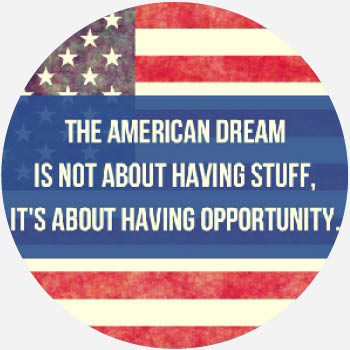 THE AMERICAN DREAM
IS NOT ABOUT HAVING STUFF,
IT'S ABOUT HAVING OPPORTUNITY.